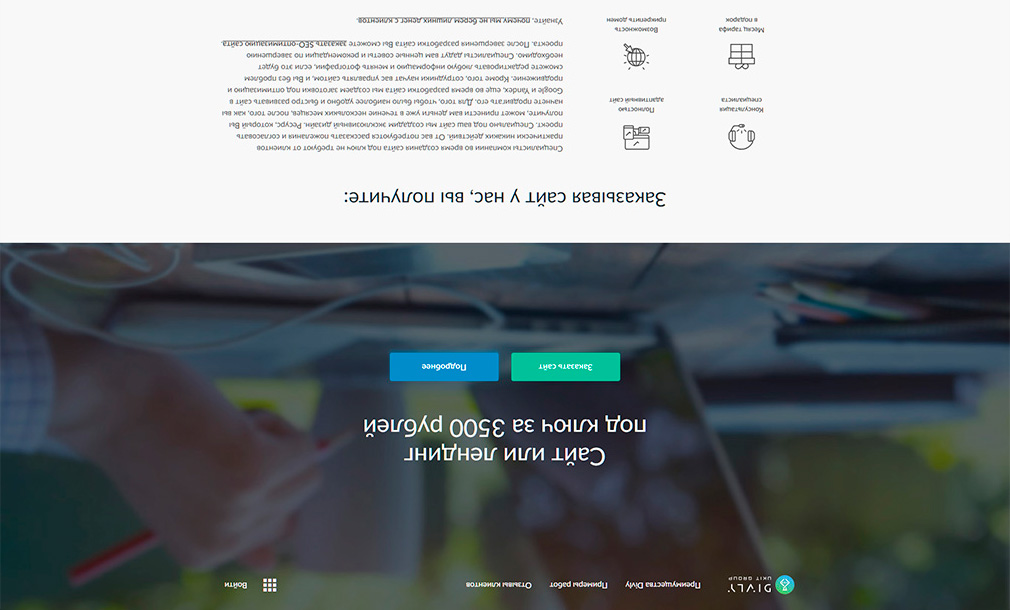 DIVLY.
UKIT GROUP
Преимущества Divly
Примеры работ
Отзывы клиентов
Войти
Сайт или лендинг
под ключ за 3500 рублей
Заказать сайт
Подробнее
Заказывая сайт у нас, вы получите:
Консультация
специалиста
Полностью
адаптивный сайт
Месяц тарифа
в подарок
Возможность
прикрепить домен
Специалисты компании во время создания сайта под ключ не требуют от клиентов
практически никаких действий. От вас потребуются рассказать пожелания и согласовать
проект. Специально под ваш сайт мы создадим эксклюзивный дизайн. Ресурс, который Вы
получите, может принести вам деньги уже в течение нескольких месяцев, после того, как вы
начнете продвигать его. Для того, чтобы было наиболее удобно и быстро развивать сайт в
Google и Yandex, еще во время разработки сайта мы создаем заготовки под оптимизацию и
продвижение. Кроме того, сотрудники научат вас управлять сайтом, и Вы без проблем
сможете редактировать любую информацию и менять фотографии, если это будет
необходимо. Специалисты дадут вам ценные советы и рекомендации по завершению
проекта. После завершения разработки сайта Вы сможете заказать SEO-оптимизацию сайта.
Узнайте, почему мы не берем лишних денег с клиентов.